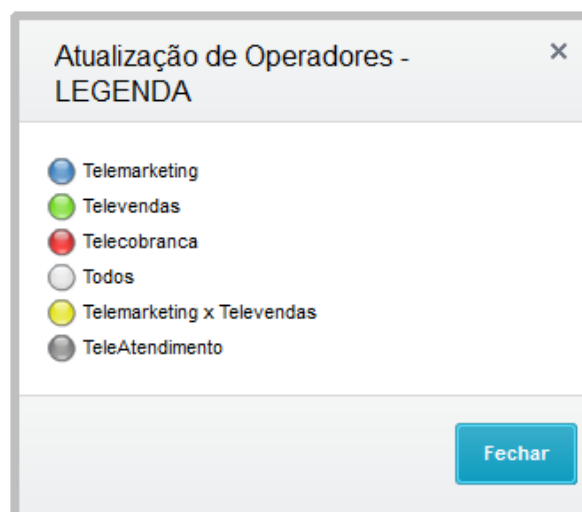 Atualização de Operadores -
LEGENDA
×
Telemarketing
Televendas
Telecobranca
Todos
Telemarketing x Televendas
TeleAtendimento
Fechar